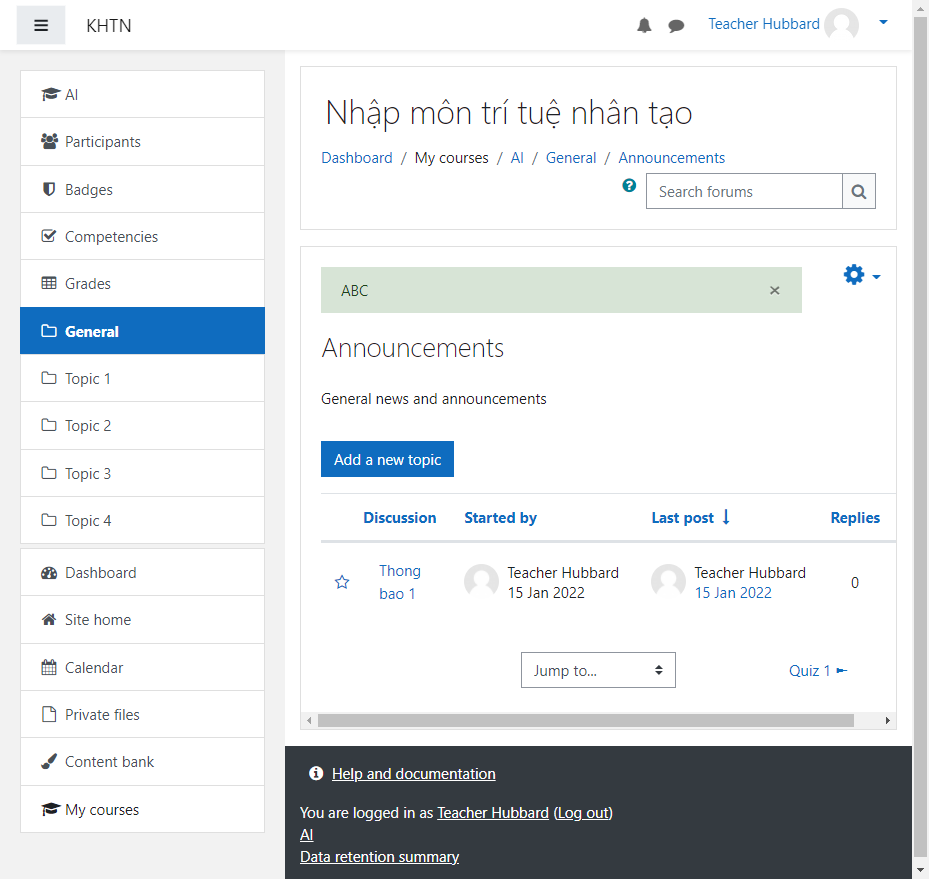 KHTN
Teacher Hubbard
AI
Participants
Badges
Competencies
Grades
General
Topic 1
Topic 2
Topic 3
Topic 4
Dashboard
Site home
Calendar
Private files
Content bank
My courses
Nhập môn trí tuệ nhân tạo
Dashboard / My courses / AI / General / Announcements
Search forums
ABC ×
Announcements
General news and announcements
Add a new topic
Discussion Started by Last post ↓ Replies
Thong bao 1
Teacher Hubbard
15 Jan 2022
Teacher Hubbard
15 Jan 2022
0
Jump to...
Quiz 1 ►
Help and documentation
You are logged in as Teacher Hubbard (Log out)
AI
Data retention summary